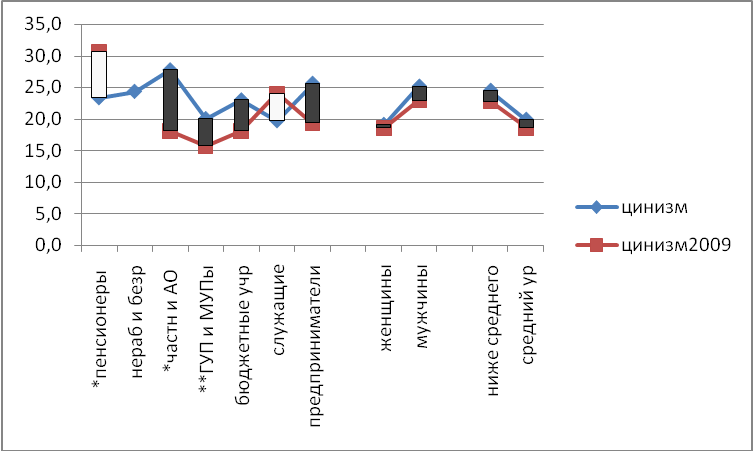 35,0
30,0
25,0
20,0
15,0
10,0
5,0
0,0
*пенсионеры
нераб и безр
*частн и АО
**ГУП и МУПы
бюджетные учр
служащие
предприниматели
женщины
мужчины
ниже среднего
средний ур
цинизм
цинизм2009